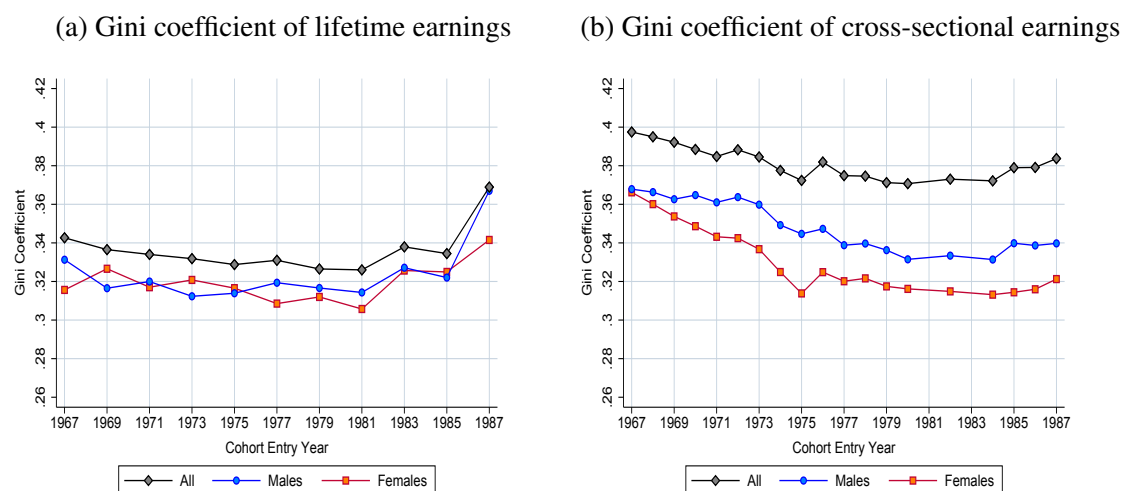 (a) Gini coefficient of lifetime earnings
(b) Gini coefficient of cross-sectional earnings
Gini Coefficient
.42
.4
.38
.36
.34
.32
.3
.28
.26
1967 1969 1971 1973 1975 1977 1979 1981 1983 1985 1987
Cohort Entry Year
All Males Females
Gini Coefficient
.42
.4
.38
.36
.34
.32
.3
.28
.26
1967 1969 1971 1973 1975 1977 1979 1981 1983 1985 1987
Cohort Entry Year
All Males Females